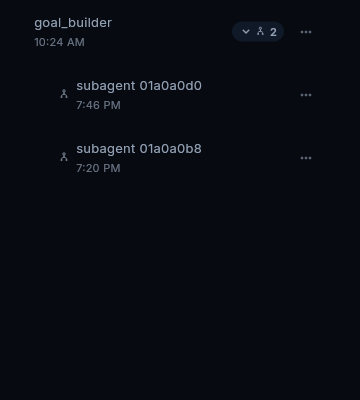 goal_builder
10:24 AM
2
subagent 01a0a0d0
7:46 PM
subagent 01a0a0b8
7:20 PM